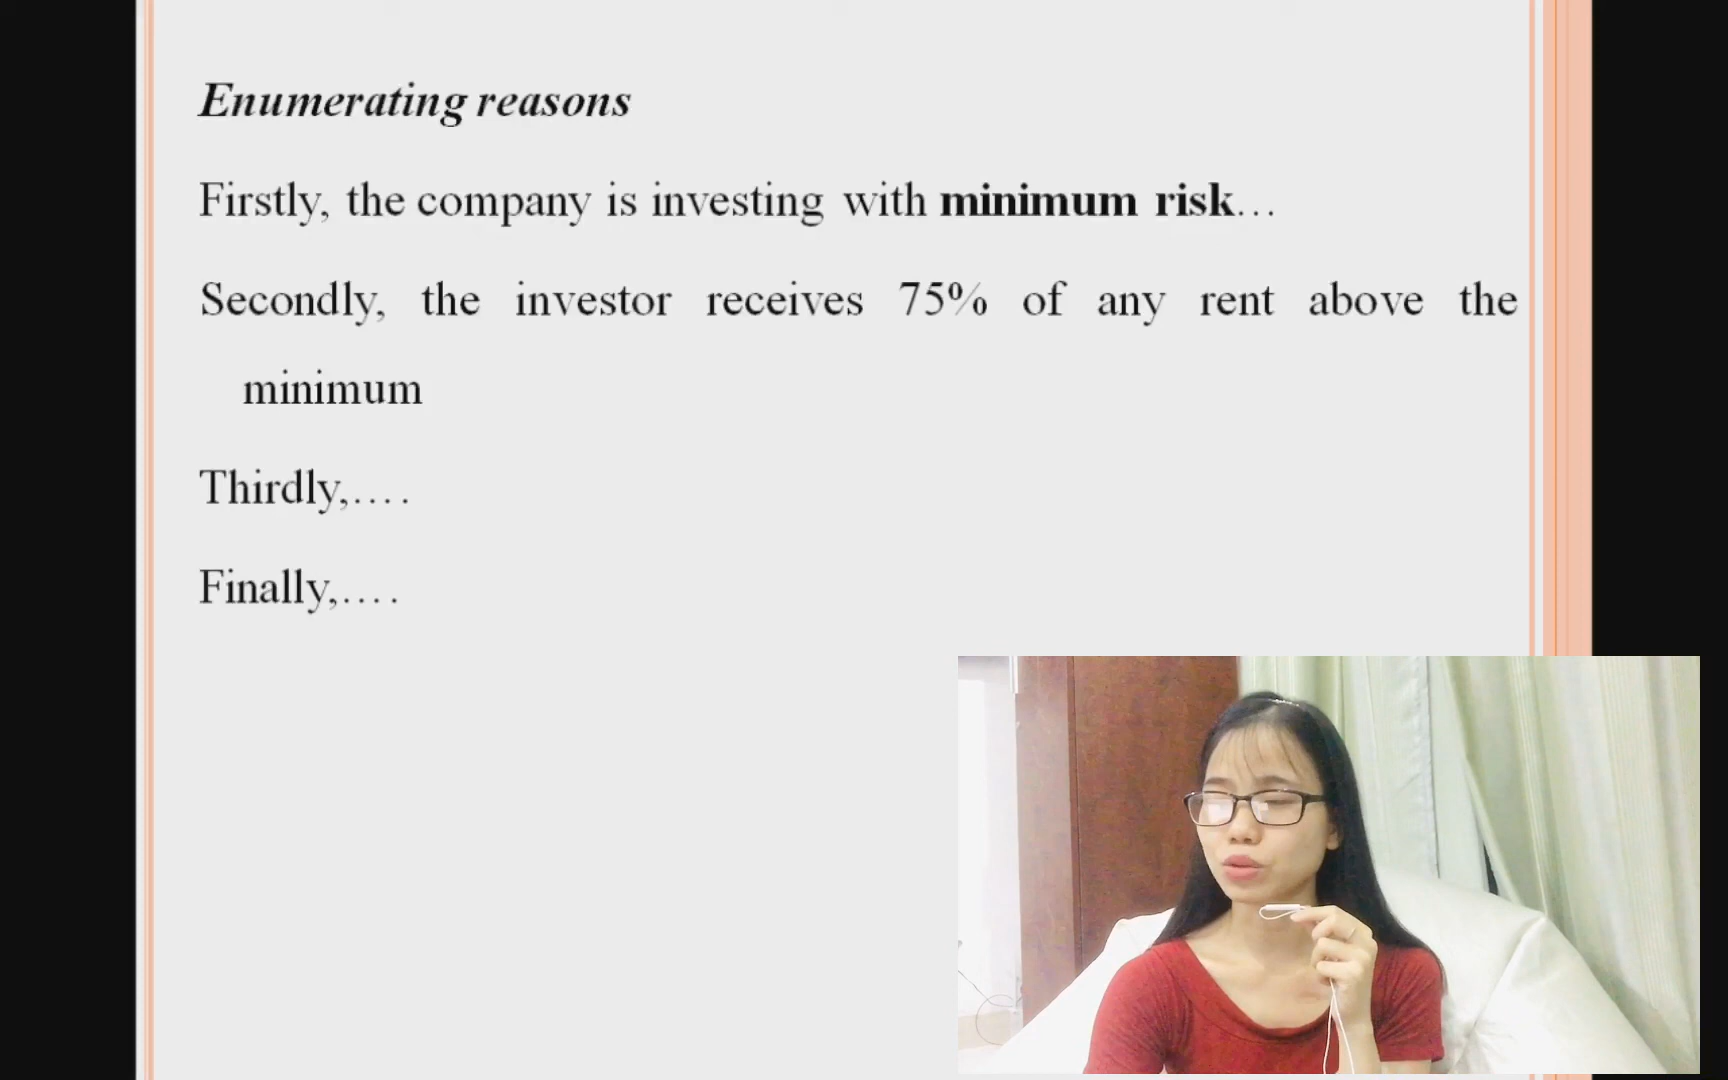 Enumerating reasons
Firstly, the company is investing with minimum risk…
Secondly, the investor receives 75% of any rent above the
minimum
Thirdly,….
Finally,….